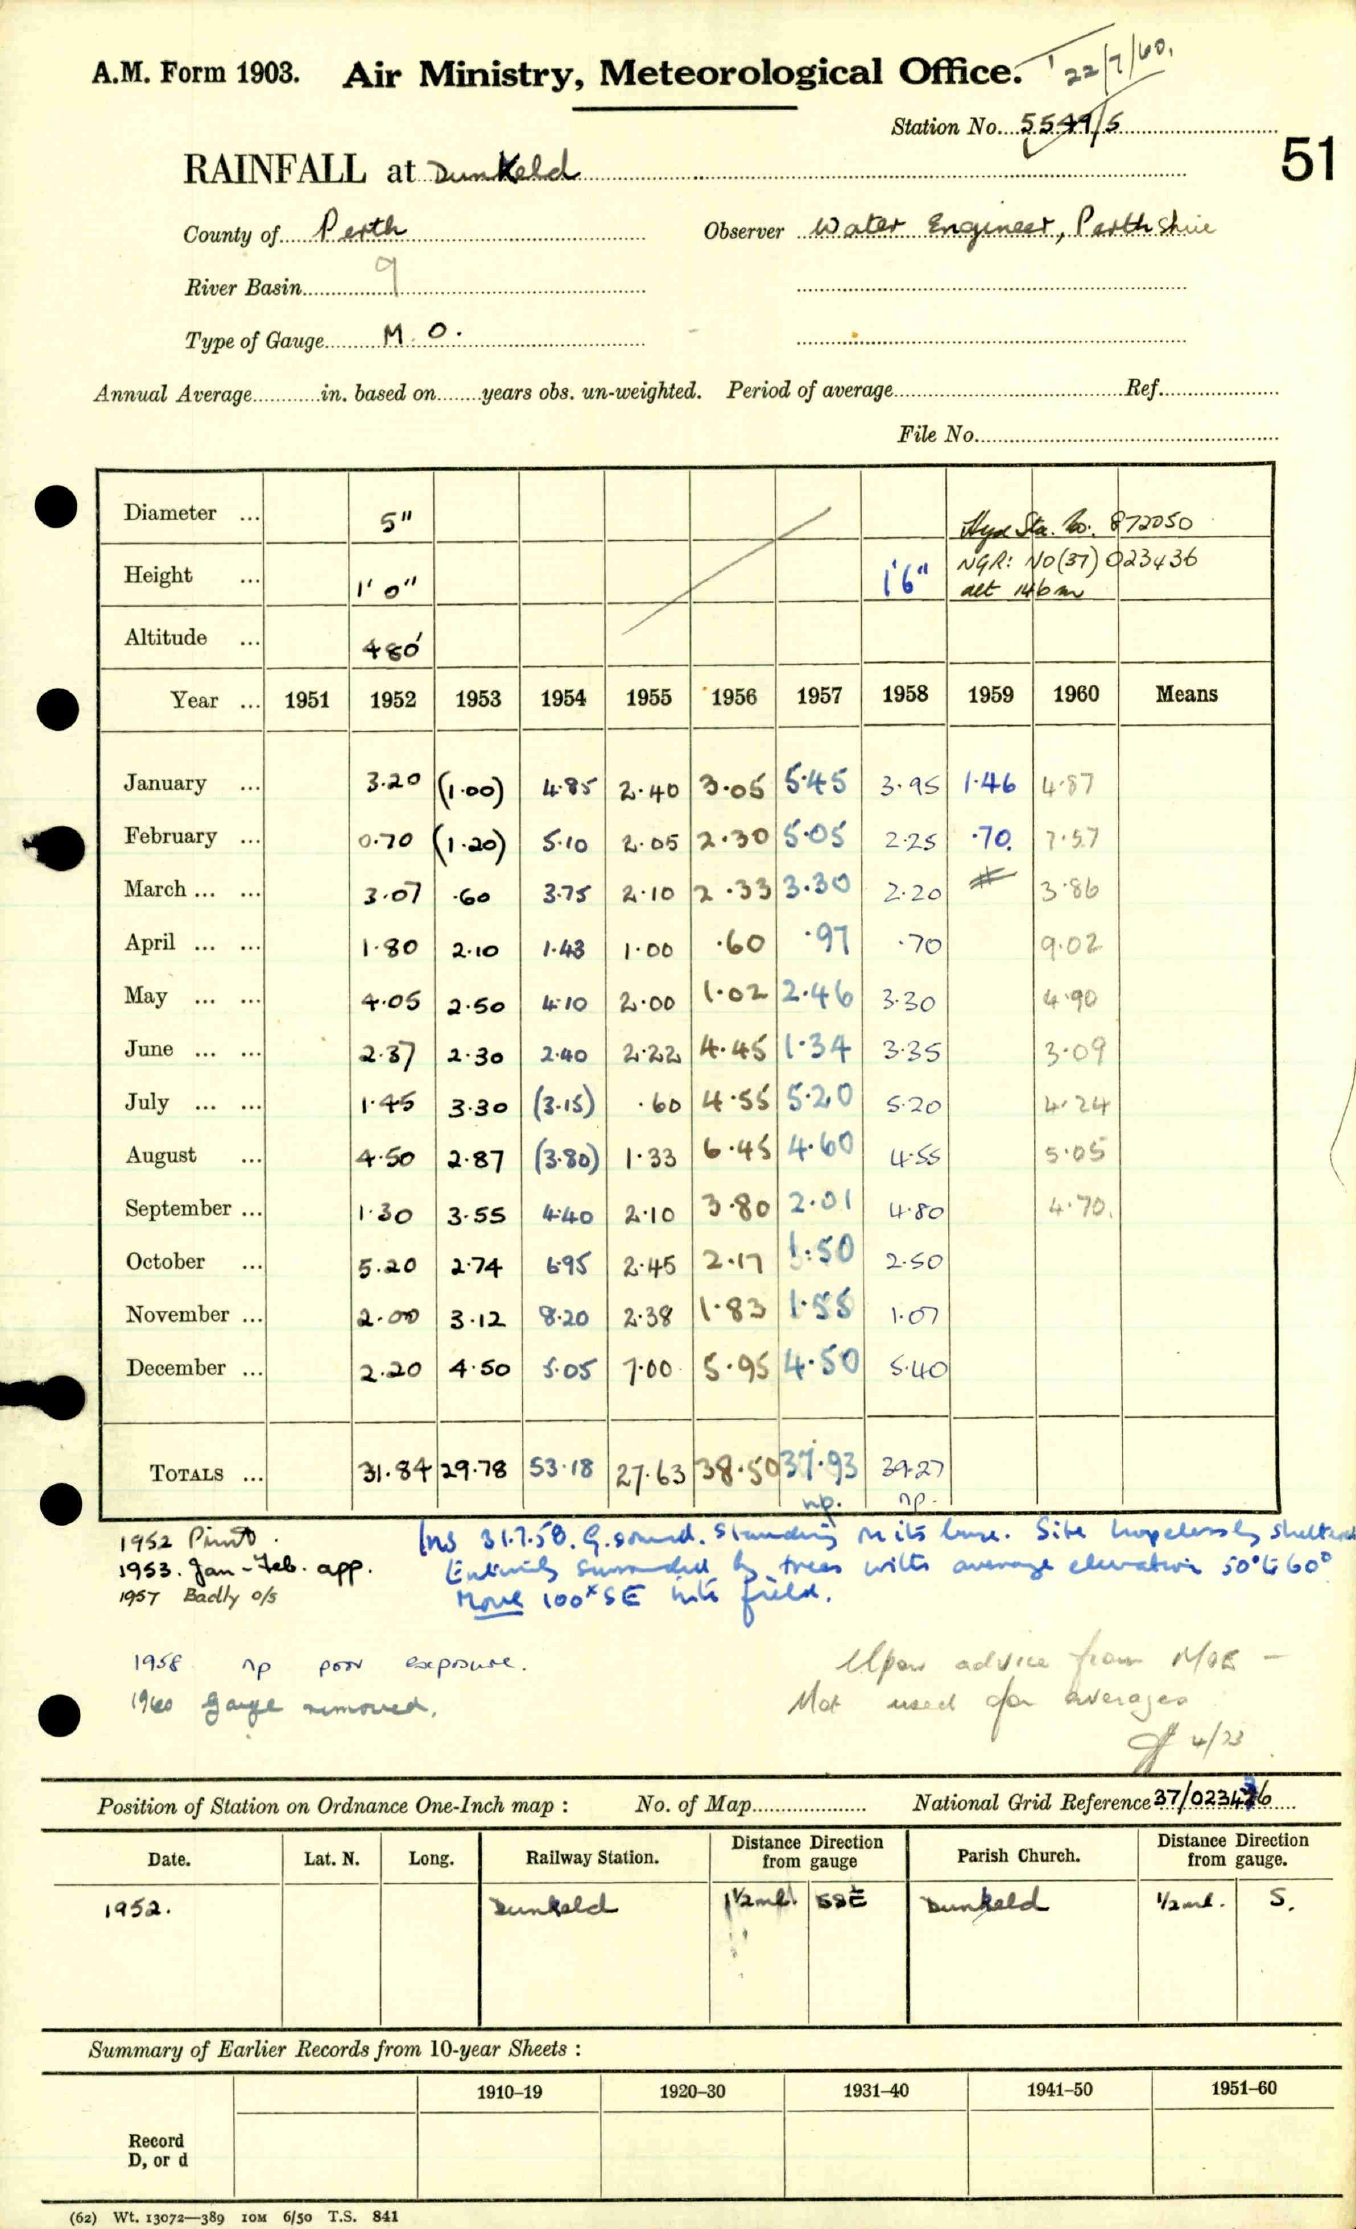 A.M. Form 1903. Air Ministry, Meteorological Office. 22/7/60.
Station No. 5549/5
51
RAINFALL at Dunkeld
County of Perth Observer Water Engineer, Perthshire
River Basin 9
Type of Gauge M.O.
Annual Average in. based on years obs. un-weighted. Period of average Ref.
File No.
Diameter ... 5" Hyd Sta. No. 872050
Height ... 1' 0" 1'6" NGR: NO(37) 023436
alt 146m
Altitude ... 480'
Year ... 1951 1952 1953 1954 1955 1956 1957 1958 1959 1960 Means
January ... 3.20 (1.00) 4.85 2.40 3.05 5.45 3.95 1.46 4.87
February ... 0.70 (1.20) 5.10 2.05 2.30 5.05 2.25 .70 7.57
March ... ... 3.07 .60 3.75 2.10 2.33 3.30 2.20 3.86
April ... ... 1.80 2.10 1.43 1.00 .60 .97 .70 9.02
May ... ... 4.05 2.50 4.10 2.00 1.02 2.46 3.30 4.90
June ... ... 2.37 2.30 2.40 2.22 4.45 1.34 3.35 3.09
July ... ... 1.45 3.30 (3.15) .60 4.55 5.20 5.20 4.24
August ... 4.50 2.87 (3.80) 1.33 6.45 4.60 4.55 5.05
September ... 1.30 3.55 4.40 2.10 3.80 2.01 4.80 4.70.
October ... 5.20 2.74 6.95 2.45 2.17 1.50 2.50
November ... 2.00 3.12 8.20 2.38 1.83 1.55 1.07
December ... 2.20 4.50 5.05 7.00 5.95 4.50 5.40
TOTALS ... 31.84 29.78 53.18 27.63 38.50 37.93 39.27
np. np.
1952 Print. Ins 31.7.58. G. sound. Standing on its base. Site hopelessly sheltered
1953. Jan-Feb. app. Entirely surrounded by trees with average elevation 50° to 60°
1957 Badly o/s Move 100x SE into field.
1958 np poor exposure. Upon advice from
1960 gauge removed. Not used for averages
4/73
Position of Station on Ordnance One-Inch map : No. of Map National Grid Reference 37/023436
Date. Lat. N. Long. Railway Station. Distance Direction from gauge Parish Church. Distance Direction from gauge.
1952. Dunkeld 1½ml. SSE Dunkeld ½ml. S.
Summary of Earlier Records from 10-year Sheets :
1910–19 1920–30 1931–40 1941–50 1951–60
Record
D, or d
(62) Wt. 13072—389 10M 6/50 T.S. 841